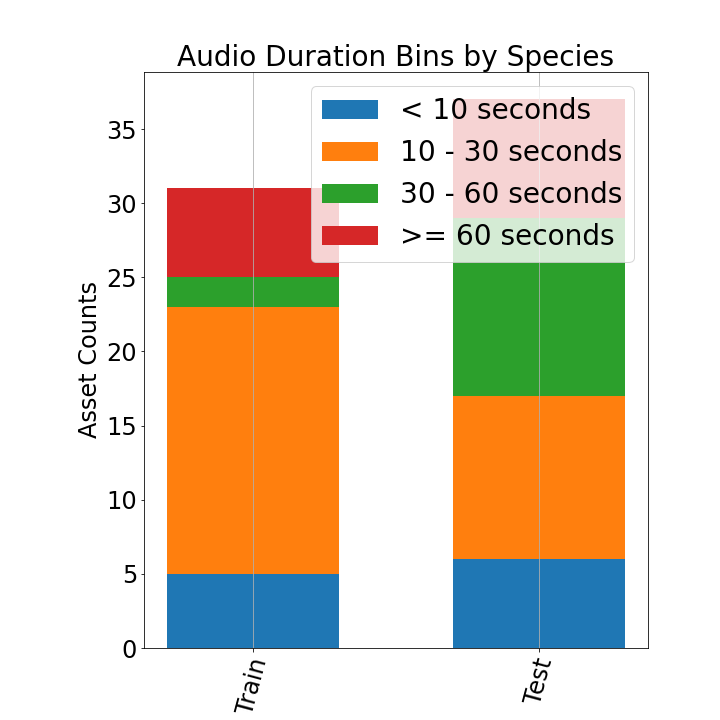 Audio Duration Bins by Species
< 10 seconds
10 - 30 seconds
30 - 60 seconds
>= 60 seconds
35
30
25
20
15
10
5
0
Asset Counts
Train
Test